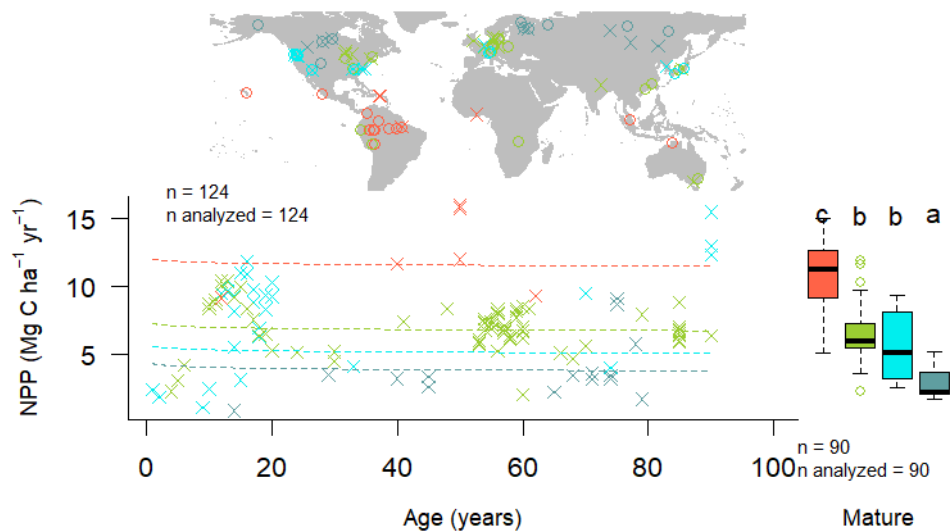 n = 124
n analyzed = 124
NPP (Mg C ha⁻¹ yr⁻¹)
15
10
5
c b b a
0 20 40 60 80 100
n = 90
n analyzed = 90
Age (years)
Mature